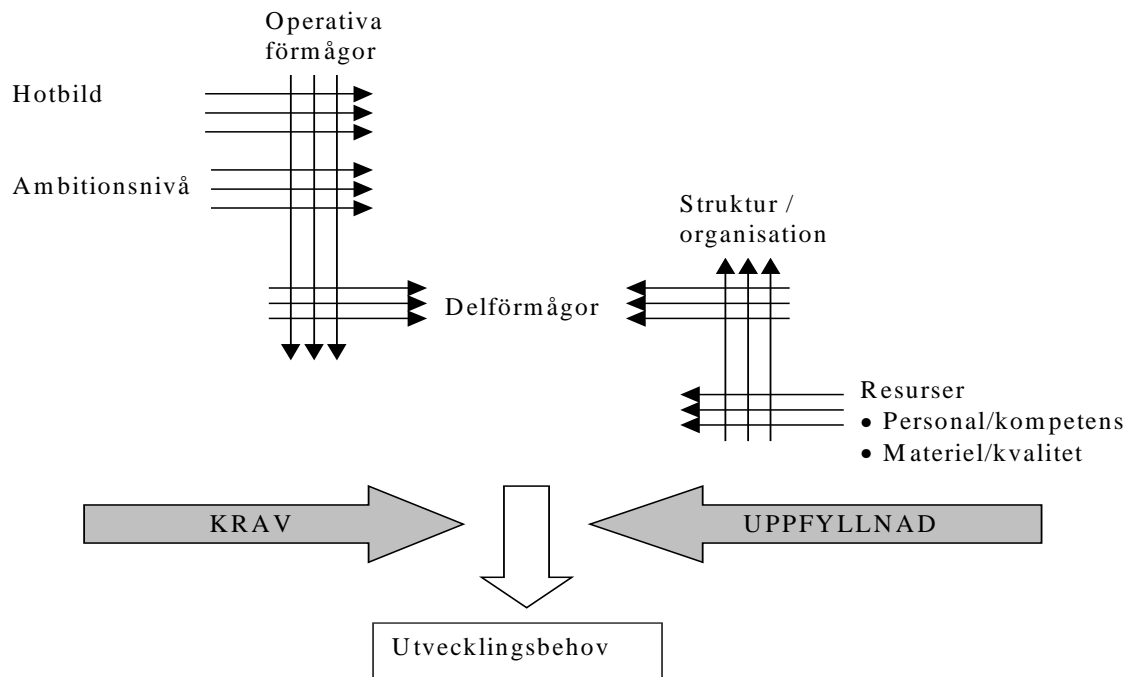 Operativa
förmågor
Hotbild
Ambitionsnivå
Struktur /
organisation
Delförmågor
Resurser
• Personal/kompetens
• Materiel/kvalitet
KRAV
UPPFYLLNAD
Utvecklingsbehov